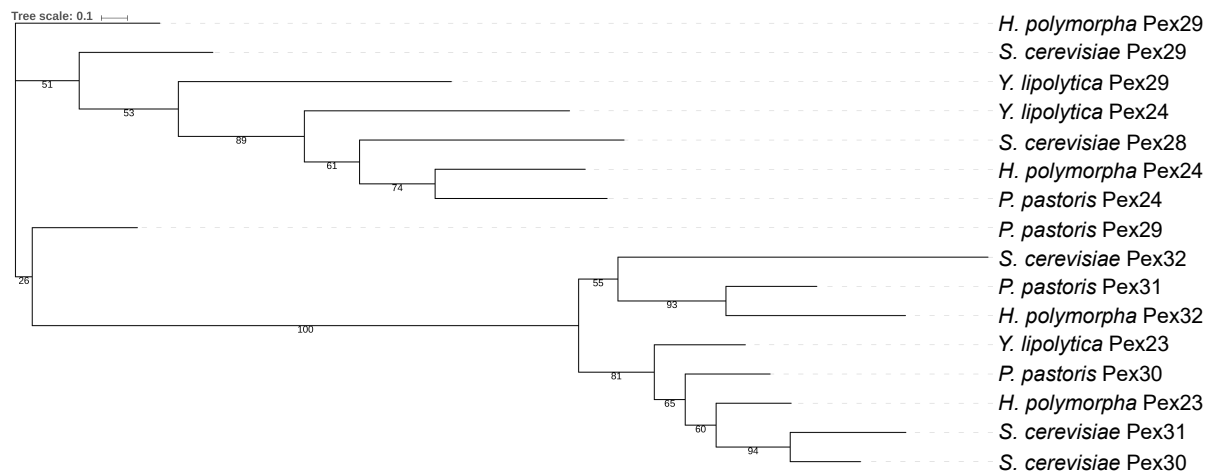 Tree scale: 0.1
H. polymorpha Pex29
S. cerevisiae Pex29
51
Y. lipolytica Pex29
53
Y. lipolytica Pex24
89
S. cerevisiae Pex28
61
H. polymorpha Pex24
74
P. pastoris Pex24
P. pastoris Pex29
S. cerevisiae Pex32
26
55
P. pastoris Pex31
93
H. polymorpha Pex32
100
Y. lipolytica Pex23
81
P. pastoris Pex30
65
H. polymorpha Pex23
60
S. cerevisiae Pex31
94
S. cerevisiae Pex30